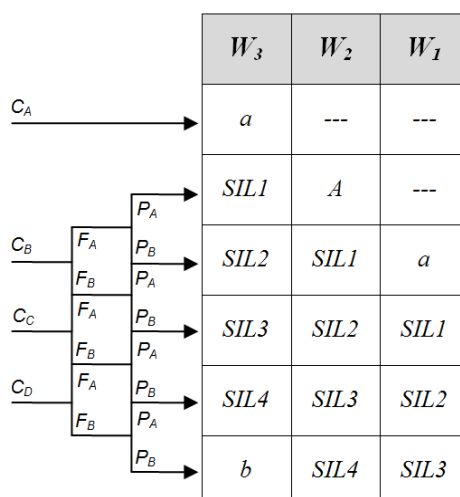 W3 W2 W1
CA a --- ---
PA SIL1 A ---
CB FA PB SIL2 SIL1 a
FB PA
CC FA PB SIL3 SIL2 SIL1
FB PA
CD FA PB SIL4 SIL3 SIL2
FB PA
PB b SIL4 SIL3